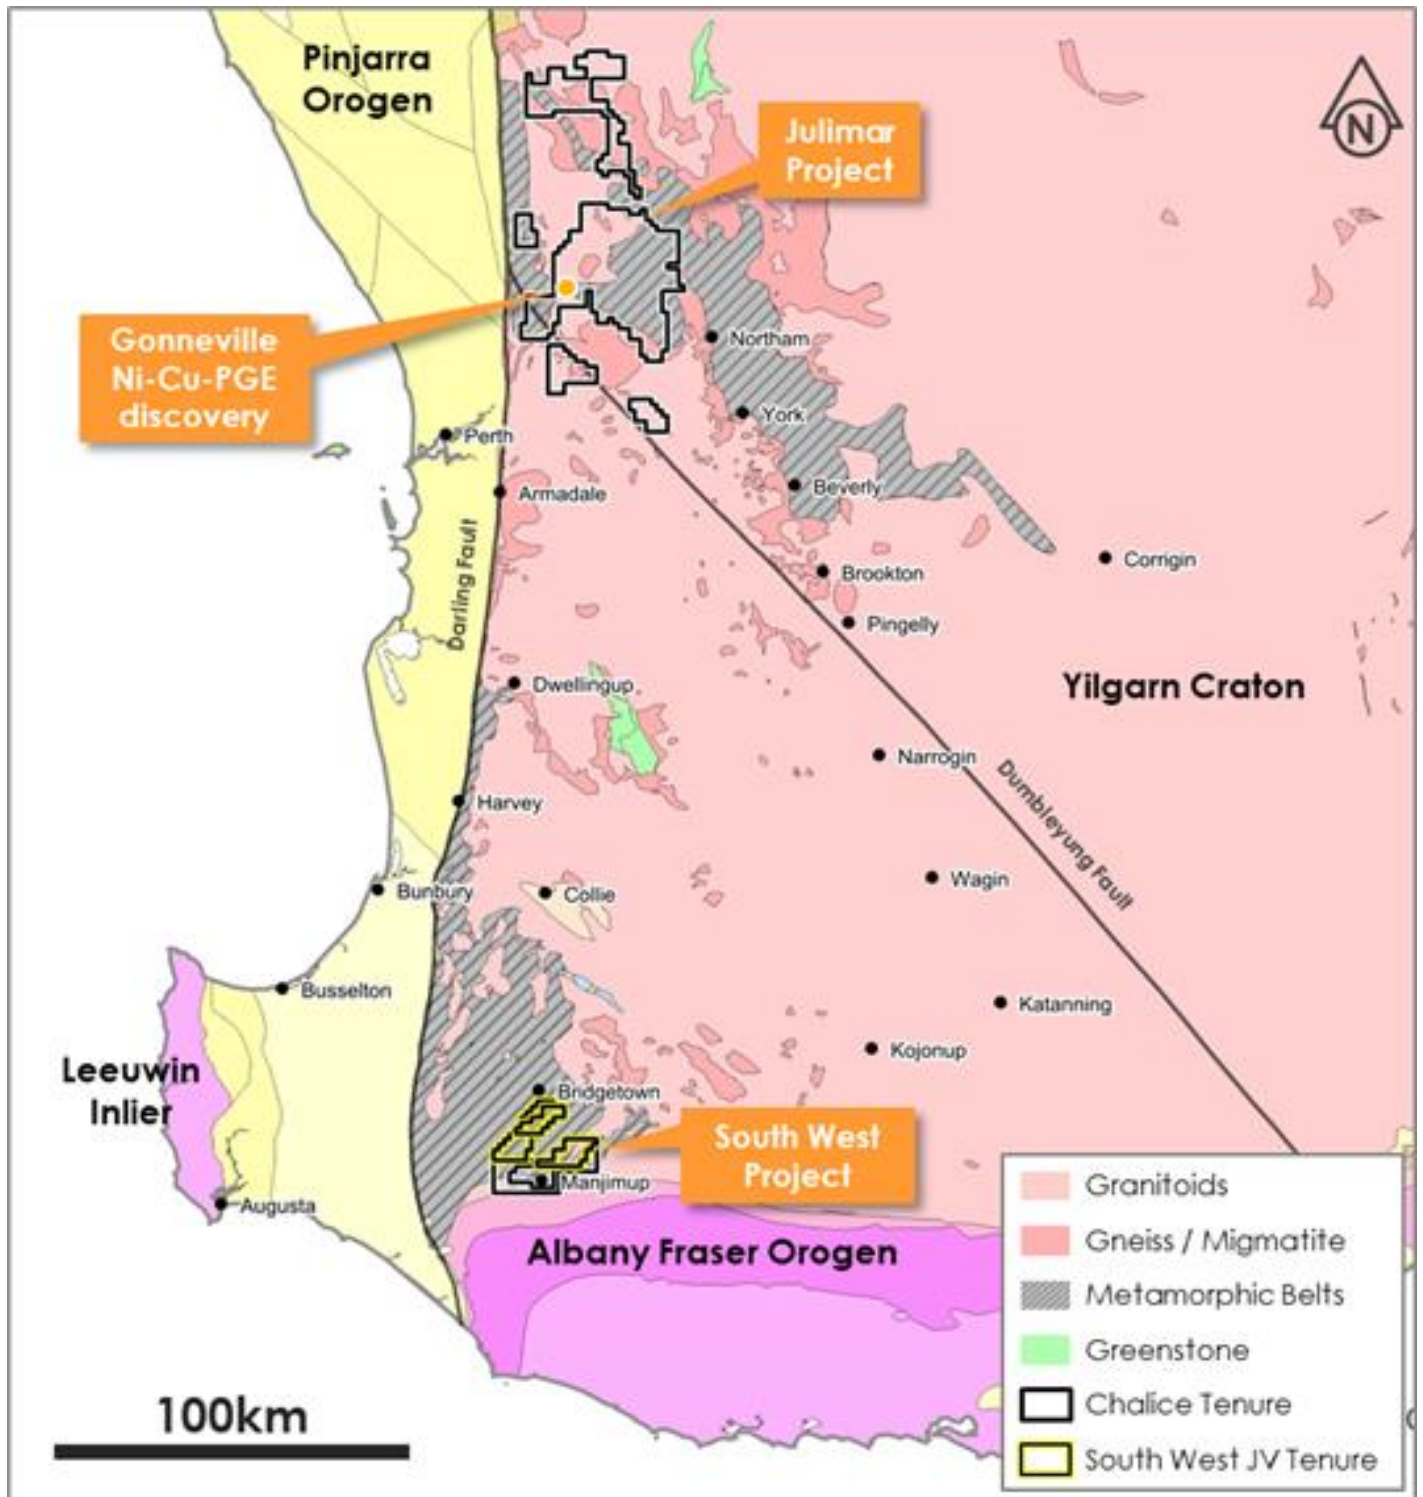 Pinjarra
Orogen
N
Julimar
Project
Gonneville
Ni-Cu-PGE
discovery
Northam
York
Perth
Beverly
Armadale
Darling Fault
Corrigin
Brookton
Pingelly
Dwellingup
Yilgarn Craton
Narrogin
Dumbleyung Fault
Harvey
Wagin
Bunbury
Collie
Busselton
Katanning
Kojonup
Leeuwin
Inlier
Bridgetown
South West
Project
Manjimup
Augusta
Albany Fraser Orogen
Granitoids
Gneiss / Migmatite
Metamorphic Belts
Greenstone
Chalice Tenure
South West JV Tenure
100km